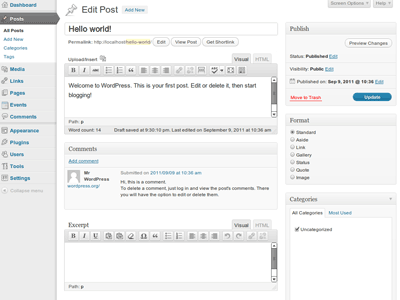 Dashboard
Posts
All Posts
Add New
Categories
Tags
Media
Links
Pages
Events
Comments
Appearance
Plugins
Users
Tools
Settings
Collapse menu
Screen Options Help
Edit Post Add New
Hello world!
Permalink: http://localhost/hello-world/ Edit View Post Get Shortlink
Upload/Insert Visual HTML
B I ABC
Welcome to WordPress. This is your first post. Edit or delete it, then start
blogging!
Path: p
Word count: 14 Draft saved at 9:30:10 pm. Last edited on September 9, 2011 at 10:36 am
Comments
Add comment
Mr WordPress
wordpress.org/
Submitted on 2011/09/09 at 10:36 am
Hi, this is a comment.
To delete a comment, just log in and view the post's comments. There
you will have the option to edit or delete them.
Excerpt Visual HTML
B I U
Path: p
Publish
Preview Changes
Status: Published Edit
Visibility: Public Edit
Published on: Sep 9, 2011 @ 10:36 Edit
Move to Trash Update
Format
Standard
Aside
Link
Gallery
Status
Quote
Image
Categories
All Categories Most Used
Uncategorized